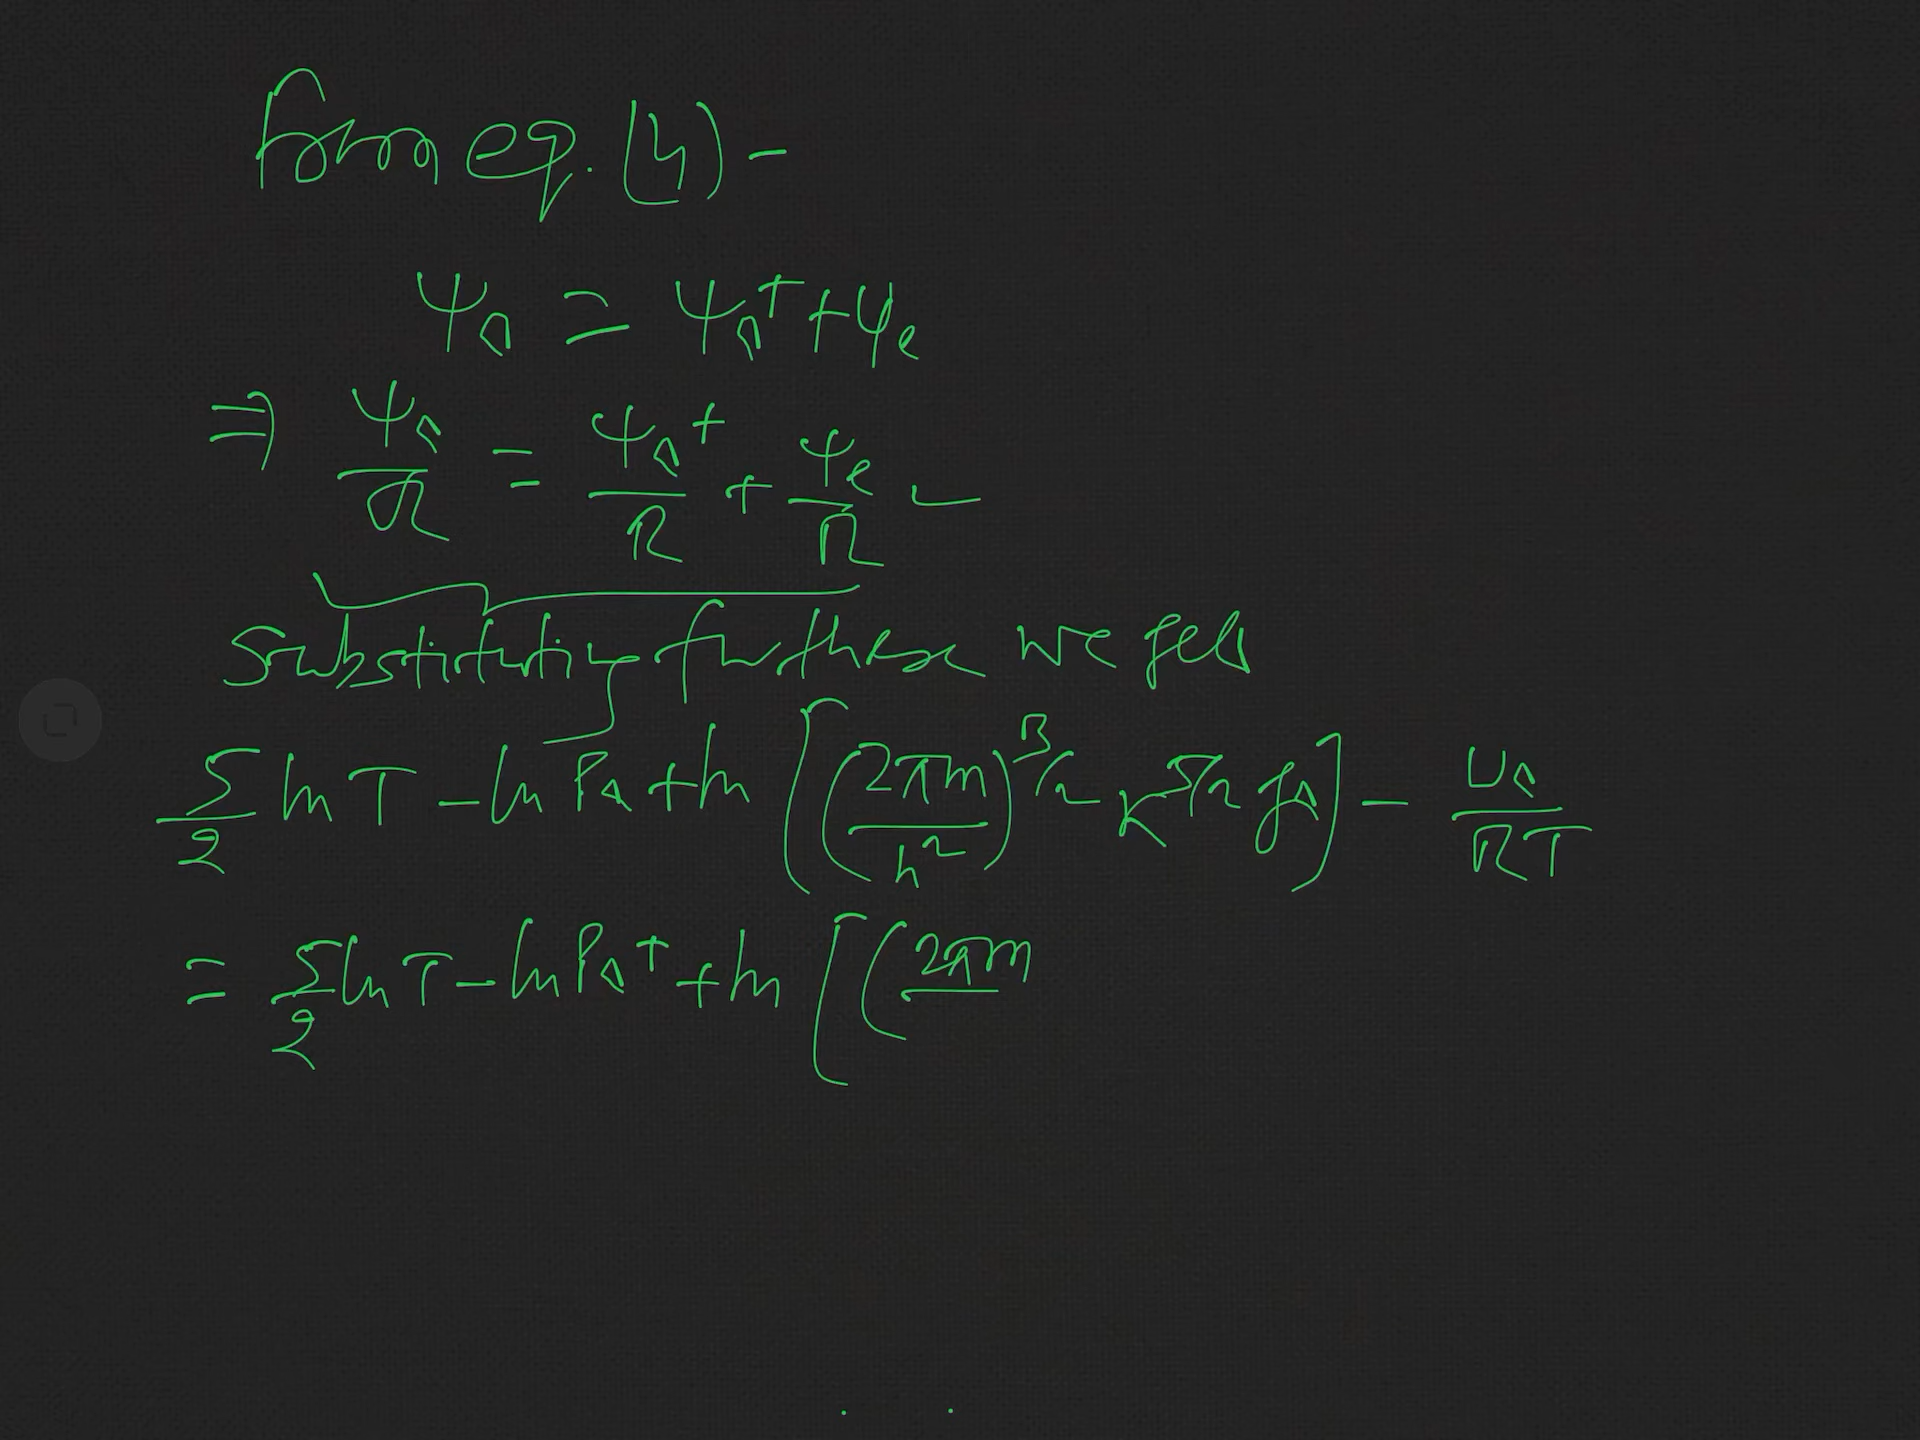 from eq. (4) -
Ψa = Ψa⁺ + Ψe
⇒ Ψa/R = Ψa⁺/R + Ψe/R
Substituting for these we get
5/2 ln T - ln Pa + ln [(2πm/h²)^3/2 K^5/2 ga] - Ua/RT
= 5/2 ln T - ln Pa⁺ + ln [(2πm